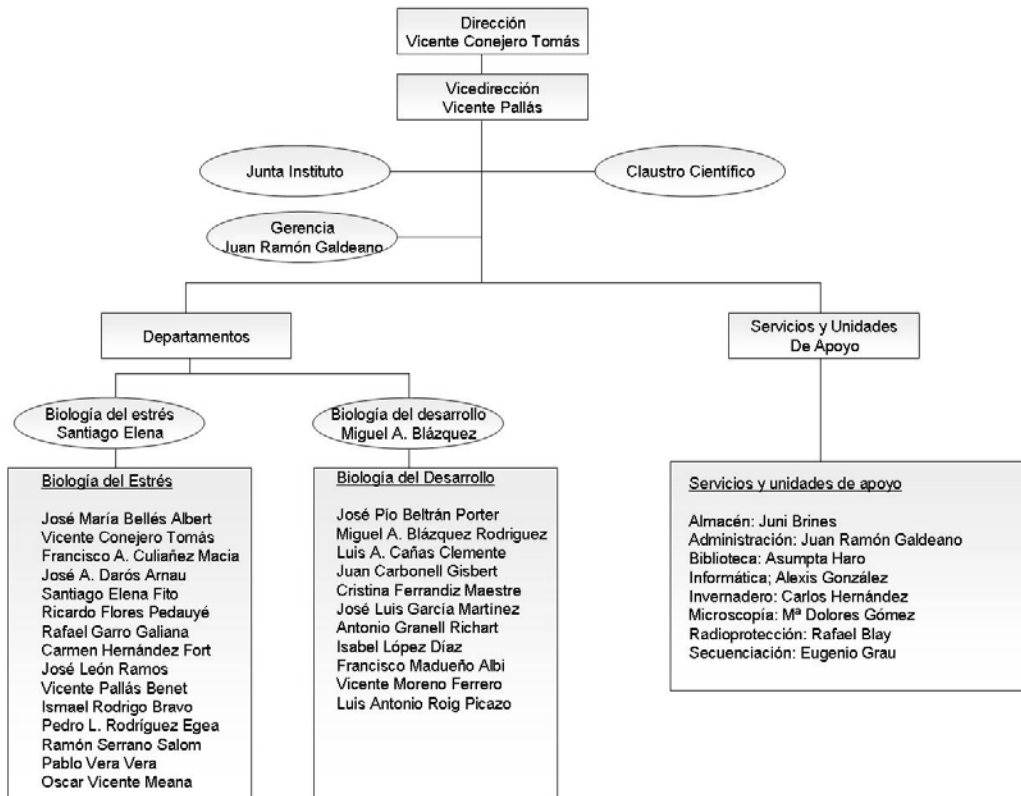 Dirección
Vicente Conejero Tomás
Vicedirección
Vicente Pallás
Junta Instituto
Claustro Científico
Gerencia
Juan Ramón Galdeano
Departamentos
Servicios y Unidades
De Apoyo
Biología del estrés
Santiago Elena
Biología del desarrollo
Miguel A. Blázquez
Biología del Estrés
José María Bellés Albert
Vicente Conejero Tomás
Francisco A. Culiañez Macia
José A. Darós Arnau
Santiago Elena Fito
Ricardo Flores Pedauyé
Rafael Garro Galiana
Carmen Hernández Fort
José León Ramos
Vicente Pallás Benet
Ismael Rodrigo Bravo
Pedro L. Rodríguez Egea
Ramón Serrano Salom
Pablo Vera Vera
Oscar Vicente Meana
Biología del Desarrollo
José Pío Beltrán Porter
Miguel A. Blázquez Rodriguez
Luis A. Cañas Clemente
Juan Carbonell Gisbert
Cristina Ferrandiz Maestre
José Luis García Martínez
Antonio Granell Richart
Isabel López Díaz
Francisco Madueño Albi
Vicente Moreno Ferrero
Luis Antonio Roig Picazo
Servicios y unidades de apoyo
Almacén: Juni Brines
Administración: Juan Ramón Galdeano
Biblioteca: Asumpta Haro
Informática; Alexis González
Invernadero: Carlos Hernández
Microscopía: Mª Dolores Gómez
Radioprotección: Rafael Blay
Secuenciación: Eugenio Grau